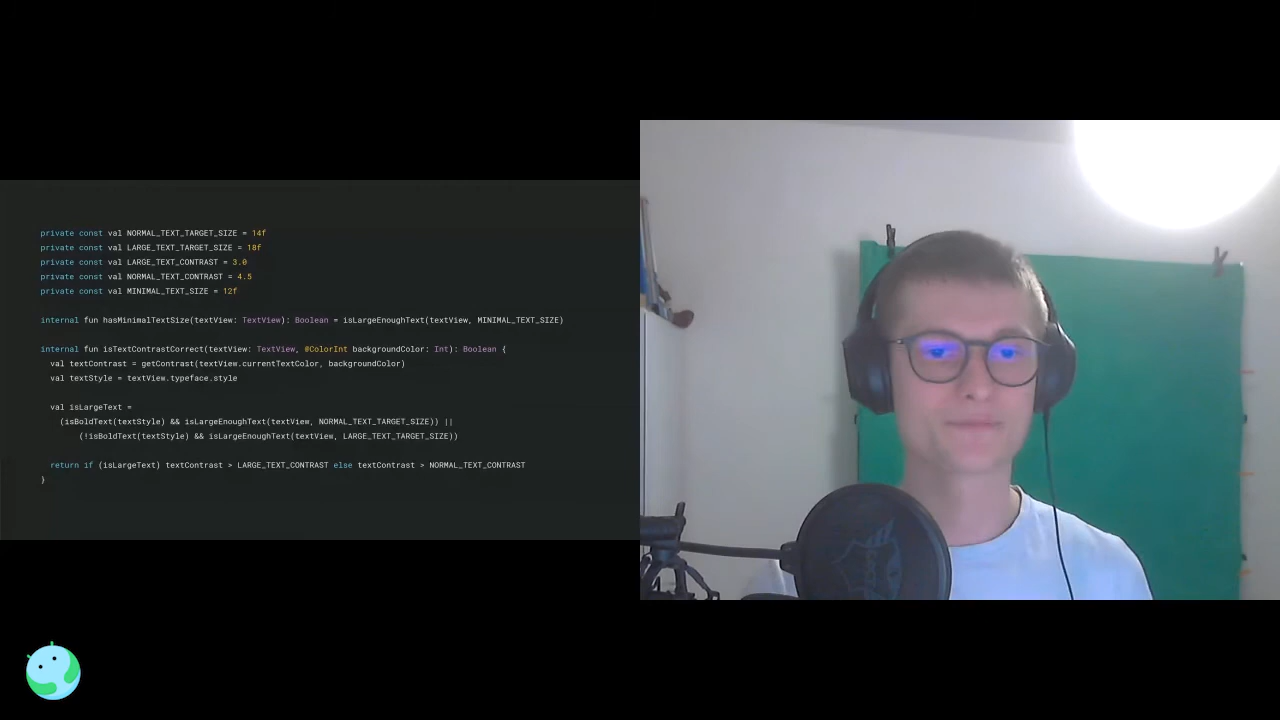 private const val NORMAL_TEXT_TARGET_SIZE = 14f
private const val LARGE_TEXT_TARGET_SIZE = 18f
private const val LARGE_TEXT_CONTRAST = 3.0
private const val NORMAL_TEXT_CONTRAST = 4.5
private const val MINIMAL_TEXT_SIZE = 12f
internal fun hasMinimalTextSize(textView: TextView): Boolean = isLargeEnoughText(textView, MINIMAL_TEXT_SIZE)
internal fun isTextContrastCorrect(textView: TextView, @ColorInt backgroundColor: Int): Boolean {
val textContrast = getContrast(textView.currentTextColor, backgroundColor)
val textStyle = textView.typeface.style
val isLargeText =
(isBoldText(textStyle) && isLargeEnoughText(textView, NORMAL_TEXT_TARGET_SIZE)) ||
(!isBoldText(textStyle) && isLargeEnoughText(textView, LARGE_TEXT_TARGET_SIZE))
return if (isLargeText) textContrast > LARGE_TEXT_CONTRAST else textContrast > NORMAL_TEXT_CONTRAST
}